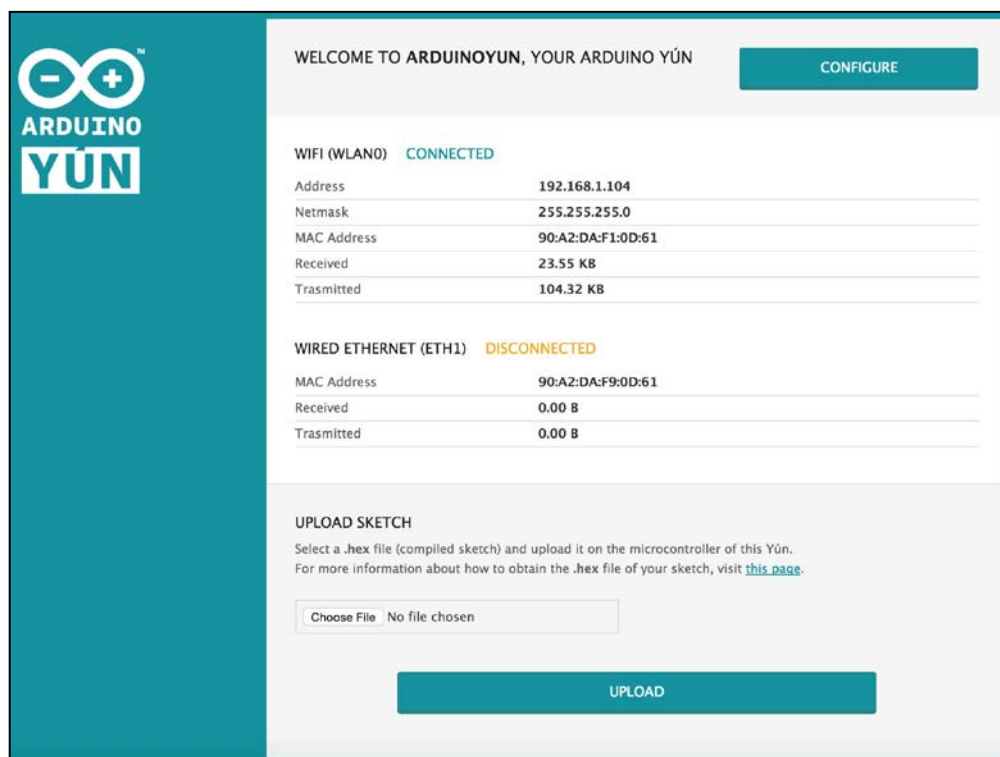 ARDUINO
YÚN
™
WELCOME TO ARDUINOYUN, YOUR ARDUINO YÚN
CONFIGURE
WIFI (WLAN0) CONNECTED
Address 192.168.1.104
Netmask 255.255.255.0
MAC Address 90:A2:DA:F1:0D:61
Received 23.55 KB
Trasmitted 104.32 KB
WIRED ETHERNET (ETH1) DISCONNECTED
MAC Address 90:A2:DA:F9:0D:61
Received 0.00 B
Trasmitted 0.00 B
UPLOAD SKETCH
Select a .hex file (compiled sketch) and upload it on the microcontroller of this Yún.
For more information about how to obtain the .hex file of your sketch, visit this page.
Choose File No file chosen
UPLOAD